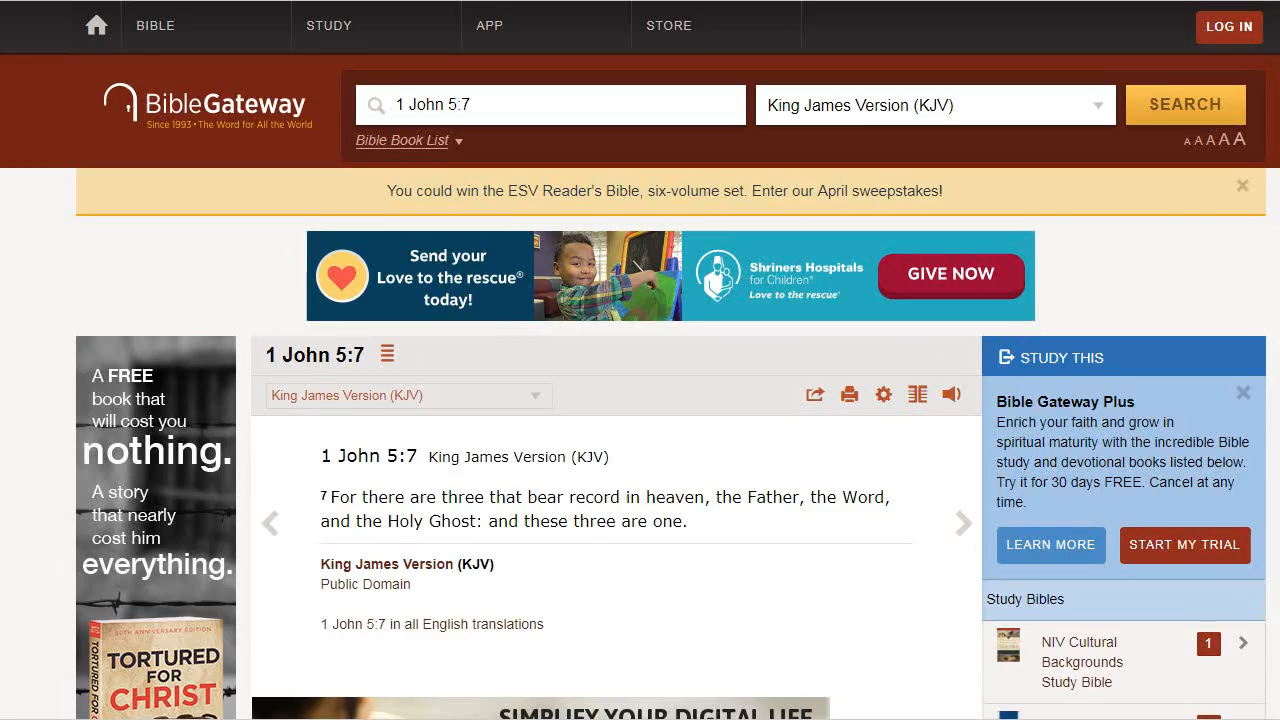 BIBLE
STUDY
APP
STORE
LOG IN
BibleGateway
Since 1993 • The Word for All the World
1 John 5:7
King James Version (KJV)
SEARCH
Bible Book List
A A A A A
You could win the ESV Reader's Bible, six-volume set. Enter our April sweepstakes!
Send your
Love to the rescue®
today!
Shriners Hospitals
for Children®
Love to the rescue®
GIVE NOW
A FREE
book that
will cost you
nothing.
A story
that nearly
cost him
everything.
50TH ANNIVERSARY EDITION
TORTURED
FOR
CHRIST
1 John 5:7
King James Version (KJV)
1 John 5:7 King James Version (KJV)
7 For there are three that bear record in heaven, the Father, the Word,
and the Holy Ghost: and these three are one.
King James Version (KJV)
Public Domain
1 John 5:7 in all English translations
SIMPLIFY YOUR DIGITAL LIFE
STUDY THIS
Bible Gateway Plus
Enrich your faith and grow in
spiritual maturity with the incredible Bible
study and devotional books listed below.
Try it for 30 days FREE. Cancel at any
time.
LEARN MORE
START MY TRIAL
Study Bibles
NIV Cultural
Backgrounds
Study Bible
1